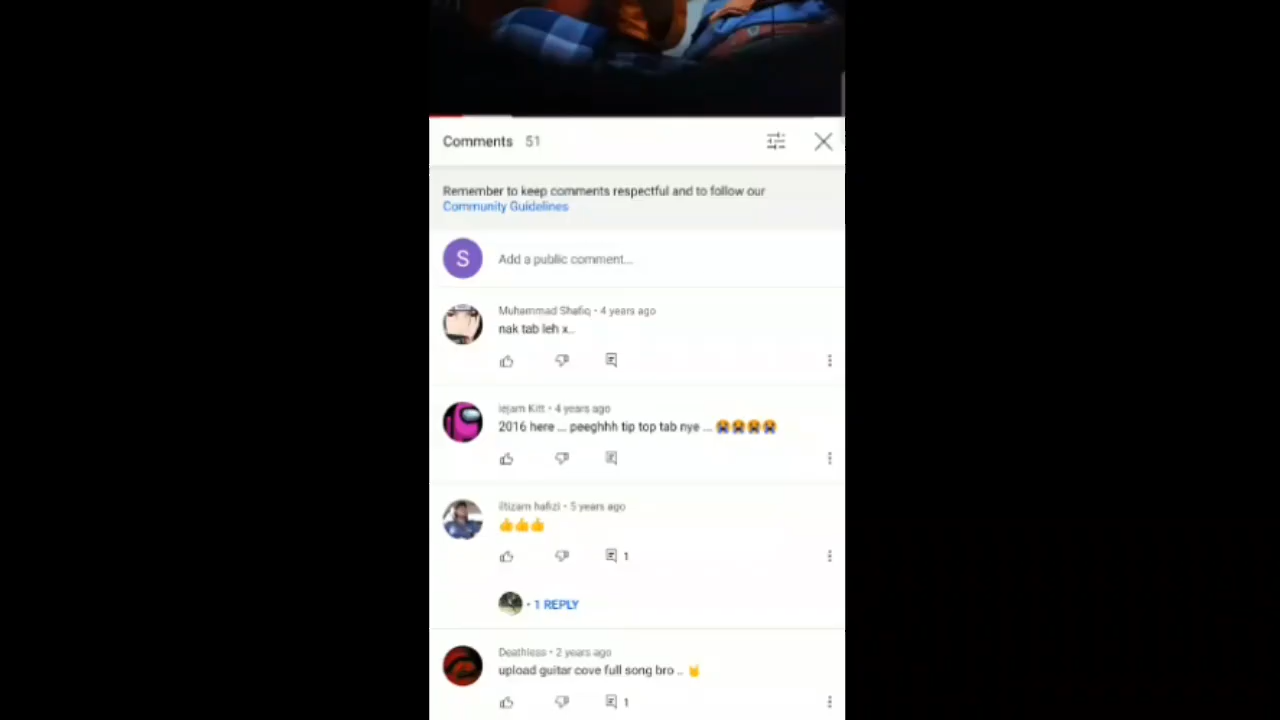 Comments 51
Remember to keep comments respectful and to follow our
Community Guidelines
S
Add a public comment...
Muhammad Shafiq • 4 years ago
nak tab leh x..
iejam Kitt • 4 years ago
2016 here ... peeghhh tip top tab nye ... 😭😭😭😭
iltizam hafizi • 5 years ago
👍👍👍
1
• 1 REPLY
Deathless • 2 years ago
upload guitar cove full song bro .. 🤘
1